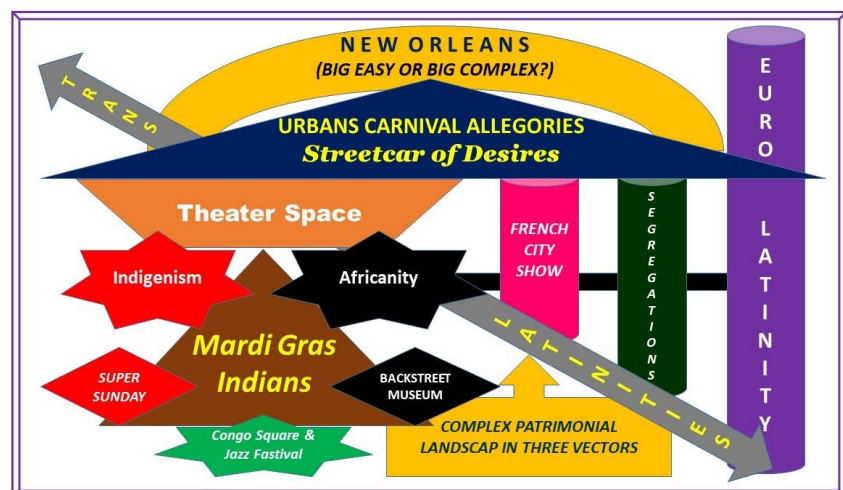 NEW ORLEANS
(BIG EASY OR BIG COMPLEX?)
TRANS
URBANS CARNIVAL ALLEGORIES
Streetcar of Desires
EURO LATINITY
Theater Space
FRENCH
CITY
SHOW
SEGREGATIONS
Indigenism
Africanity
LATINITIES
Mardi Gras
Indians
SUPER
SUNDAY
BACKSTREET
MUSEUM
Congo Square &
Jazz Fastival
COMPLEX PATRIMONIAL
LANDSCAP IN THREE VECTORS